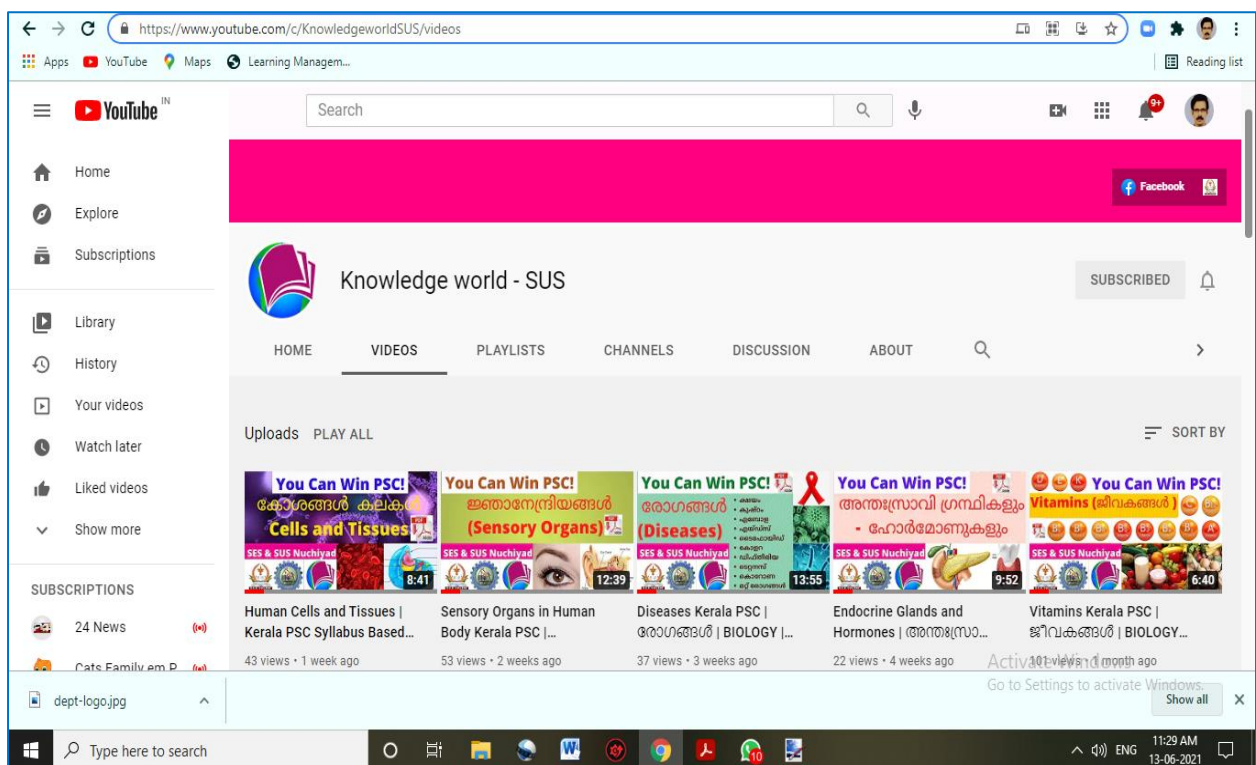 https://www.youtube.com/c/KnowledgeworldSUS/videos
Apps YouTube Maps Learning Managem... Reading list
YouTube IN
Search
9+
Home
Explore
Subscriptions
Library
History
Your videos
Watch later
Liked videos
Show more
SUBSCRIPTIONS
24 News
Cats Family em P
Facebook
Knowledge world - SUS
SUBSCRIBED
HOME VIDEOS PLAYLISTS CHANNELS DISCUSSION ABOUT
Uploads PLAY ALL
SORT BY
You Can Win PSC!
കോശങ്ങൾ കലകൾ
Cells and Tissues
SES & SUS Nuchiyad
8:41
Human Cells and Tissues |
Kerala PSC Syllabus Based...
43 views • 1 week ago
You Can Win PSC!
ജ്ഞാനേന്ദ്രിയങ്ങൾ
(Sensory Organs)
SES & SUS Nuchiyad
12:39
Sensory Organs in Human
Body Kerala PSC |...
53 views • 2 weeks ago
You Can Win PSC!
രോഗങ്ങൾ
(Diseases)
SES & SUS Nuchiyad
13:55
Diseases Kerala PSC |
രോഗങ്ങൾ | BIOLOGY |...
37 views • 3 weeks ago
You Can Win PSC!
അന്തഃസ്രാവി ഗ്രന്ഥികളും
- ഹോർമോണുകളും
SES & SUS Nuchiyad
9:52
Endocrine Glands and
Hormones | അന്തഃസ്രാ...
22 views • 4 weeks ago
You Can Win PSC!
Vitamins (ജീവകങ്ങൾ )
SES & SUS Nuchiyad
6:40
Vitamins Kerala PSC |
ജീവകങ്ങൾ | BIOLOGY...
101 views • 1 month ago
Activate Windows
Go to Settings to activate Windows.
dept-logo.jpg
Show all
Type here to search
10
ENG
11:29 AM
13-06-2021